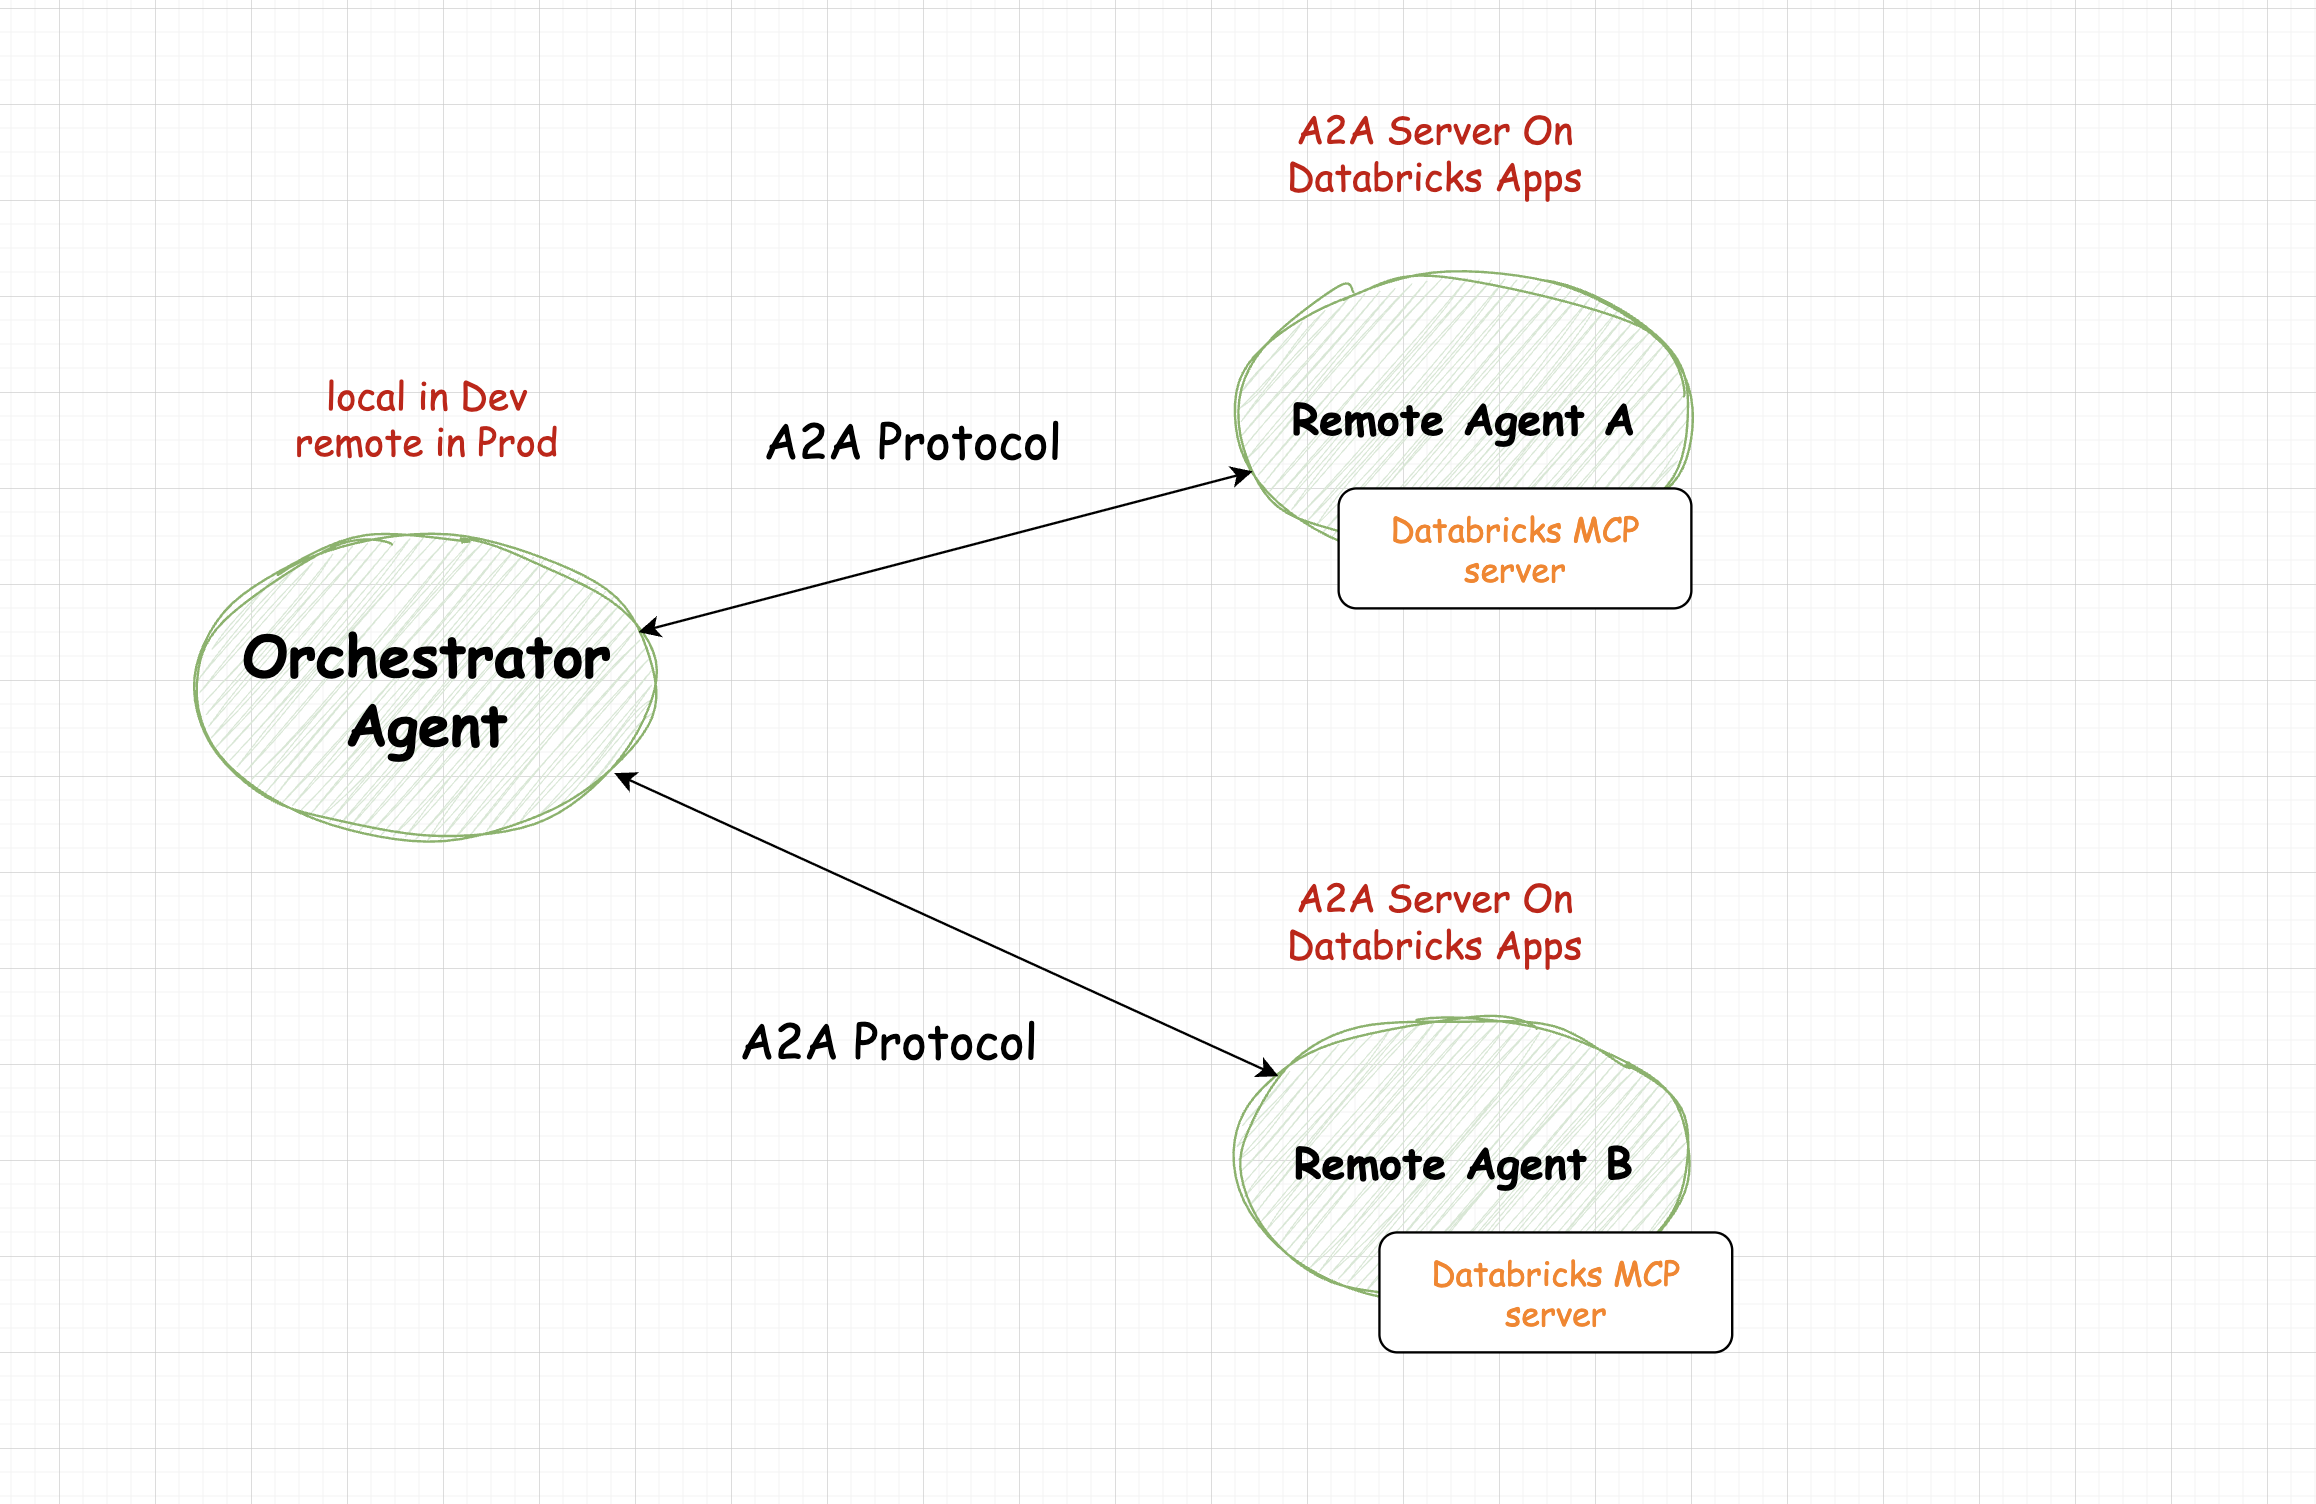 A2A Server On
Databricks Apps
local in Dev
remote in Prod
A2A Protocol
Remote Agent A
Databricks MCP
server
Orchestrator
Agent
A2A Server On
Databricks Apps
A2A Protocol
Remote Agent B
Databricks MCP
server